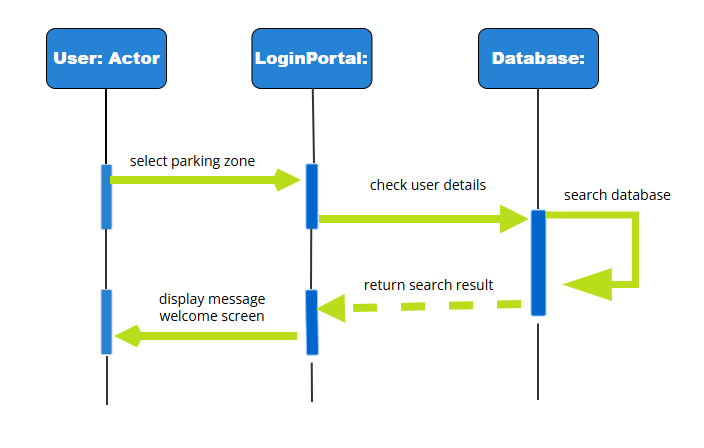 User: Actor
LoginPortal:
Database:
select parking zone
check user details
search database
return search result
display message
welcome screen